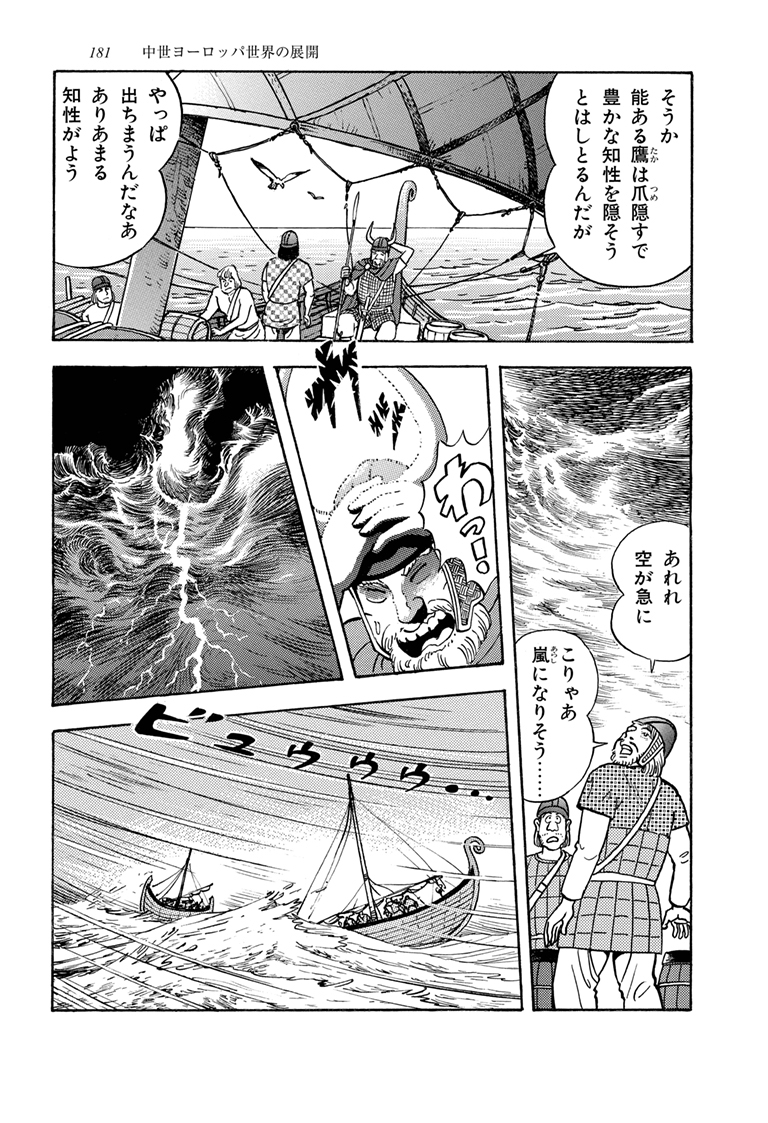 181 中世ヨーロッパ世界の展開
そうか
能ある鷹は爪隠すで
豊かな知性を隠そう
とはしとるんだが
やっぱ
出ちまうんだなあ
ありあまる
知性がよう
あれれ
空が急に
こりゃあ
嵐になりそう……
わっ!
ビュゥゥゥ…